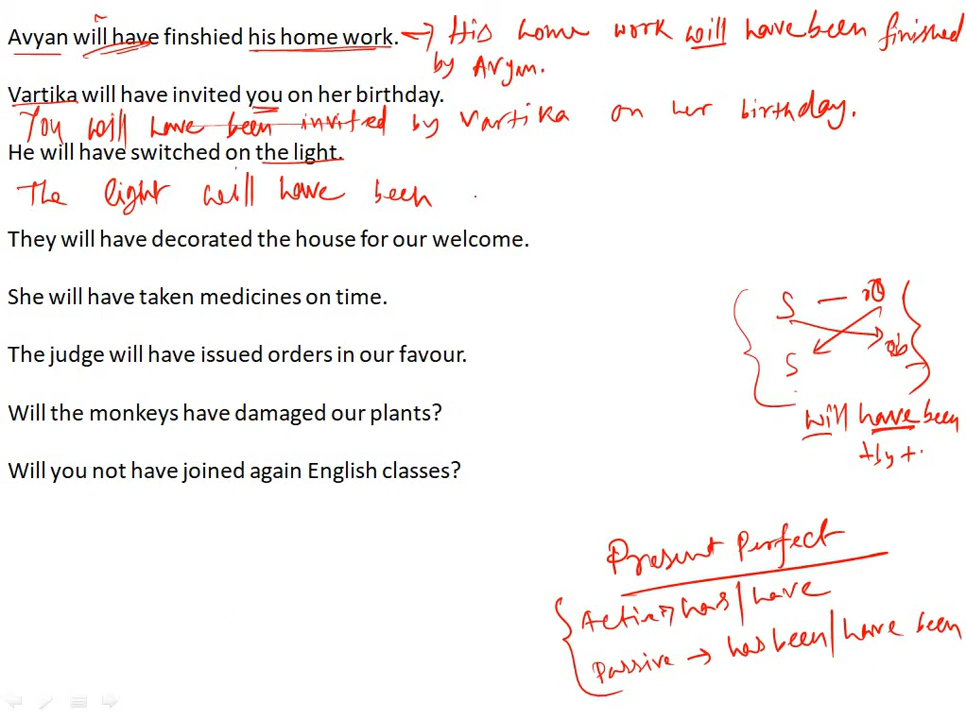 Avyan will have finshied his home work. → His home work will have been finished
by Avyan.
Vartika will have invited you on her birthday.
You will have been invited by Vartika on her birthday.
He will have switched on the light.
The light will have been
They will have decorated the house for our welcome.
She will have taken medicines on time.
S — ob
S ob
The judge will have issued orders in our favour.
will have been
+by+.
Will the monkeys have damaged our plants?
Will you not have joined again English classes?
Present Perfect
Active → has/have
Passive → has been/have been